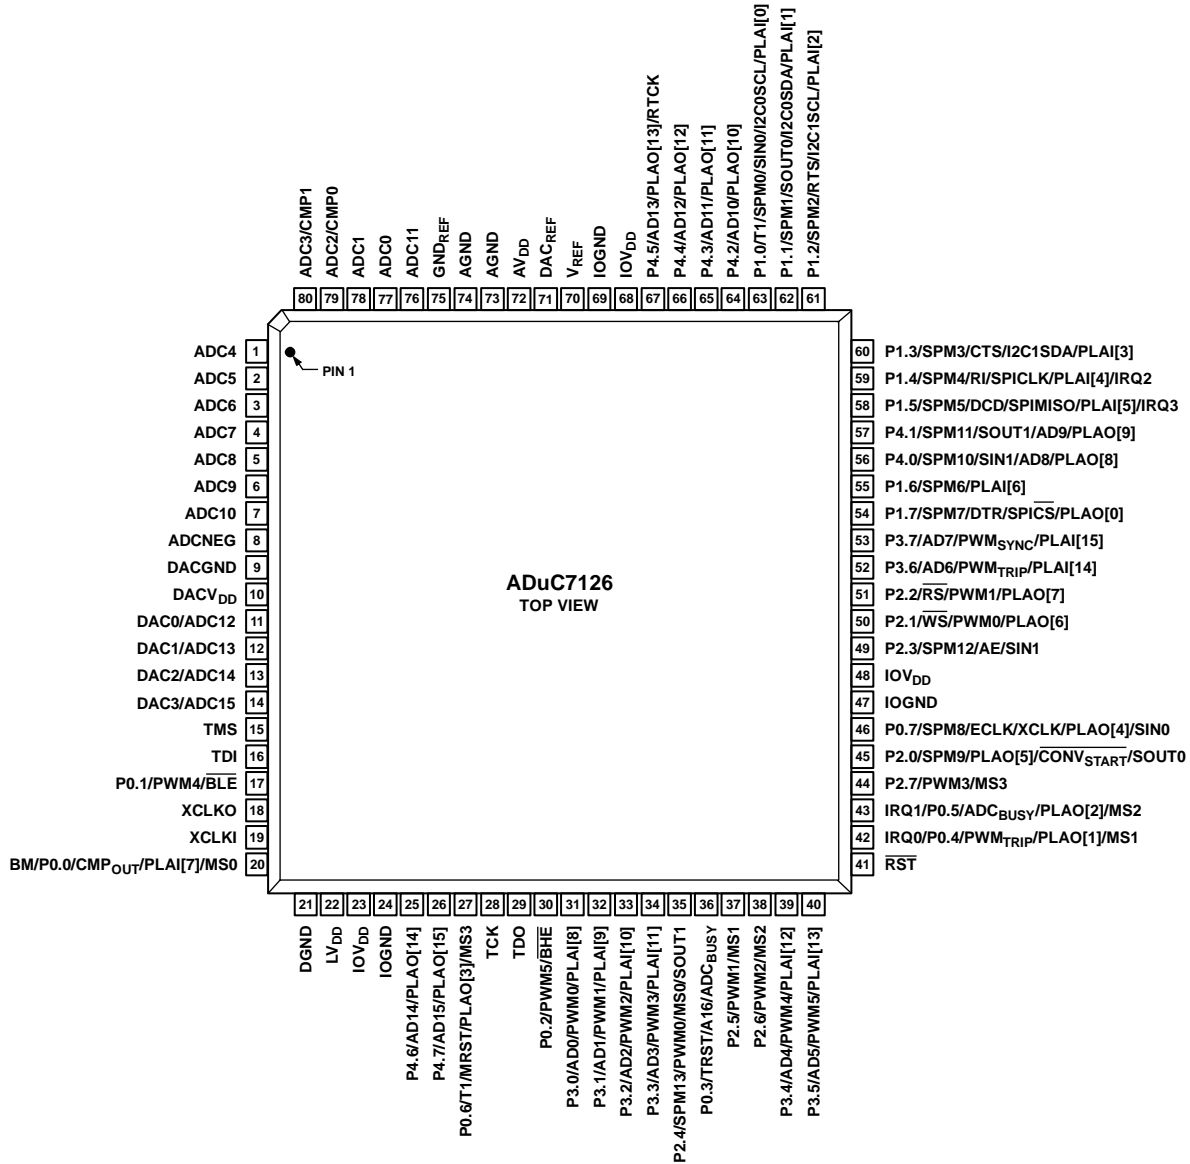 ADC3/CMP1
ADC2/CMP0
ADC1
ADC0
ADC11
GNDREF
AGND
AGND
AVDD
DACREF
VREF
IOGND
IOVDD
P4.5/AD13/PLAO[13]/RTCK
P4.4/AD12/PLAO[12]
P4.3/AD11/PLAO[11]
P4.2/AD10/PLAO[10]
P1.0/T1/SPM0/SIN0/I2C0SCL/PLAI[0]
P1.1/SPM1/SOUT0/I2C0SDA/PLAI[1]
P1.2/SPM2/RTS/I2C1SCL/PLAI[2]
80 79 78 77 76 75 74 73 72 71 70 69 68 67 66 65 64 63 62 61
ADC4 1
ADC5 2
ADC6 3
ADC7 4
ADC8 5
ADC9 6
ADC10 7
ADCNEG 8
DACGND 9
DACVDD 10
DAC0/ADC12 11
DAC1/ADC13 12
DAC2/ADC14 13
DAC3/ADC15 14
TMS 15
TDI 16
P0.1/PWM4/BLE 17
XCLKO 18
XCLKI 19
BM/P0.0/CMPOUT/PLAI[7]/MS0 20
PIN 1
ADuC7126
TOP VIEW
60 P1.3/SPM3/CTS/I2C1SDA/PLAI[3]
59 P1.4/SPM4/RI/SPICLK/PLAI[4]/IRQ2
58 P1.5/SPM5/DCD/SPIMISO/PLAI[5]/IRQ3
57 P4.1/SPM11/SOUT1/AD9/PLAO[9]
56 P4.0/SPM10/SIN1/AD8/PLAO[8]
55 P1.6/SPM6/PLAI[6]
54 P1.7/SPM7/DTR/SPICS/PLAO[0]
53 P3.7/AD7/PWMSYNC/PLAI[15]
52 P3.6/AD6/PWMTRIP/PLAI[14]
51 P2.2/RS/PWM1/PLAO[7]
50 P2.1/WS/PWM0/PLAO[6]
49 P2.3/SPM12/AE/SIN1
48 IOVDD
47 IOGND
46 P0.7/SPM8/ECLK/XCLK/PLAO[4]/SIN0
45 P2.0/SPM9/PLAO[5]/CONVSTART/SOUT0
44 P2.7/PWM3/MS3
43 IRQ1/P0.5/ADCBUSY/PLAO[2]/MS2
42 IRQ0/P0.4/PWMTRIP/PLAO[1]/MS1
41 RST
21 22 23 24 25 26 27 28 29 30 31 32 33 34 35 36 37 38 39 40
DGND
LVDD
IOVDD
IOGND
P4.6/AD14/PLAO[14]
P4.7/AD15/PLAO[15]
P0.6/T1/MRST/PLAO[3]/MS3
TCK
TDO
P0.2/PWM5/BHE
P3.0/AD0/PWM0/PLAI[8]
P3.1/AD1/PWM1/PLAI[9]
P3.2/AD2/PWM2/PLAI[10]
P3.3/AD3/PWM3/PLAI[11]
P2.4/SPM13/PWM0/MS0/SOUT1
P0.3/TRST/A16/ADCBUSY
P2.5/PWM1/MS1
P2.6/PWM2/MS2
P3.4/AD4/PWM4/PLAI[12]
P3.5/AD5/PWM5/PLAI[13]